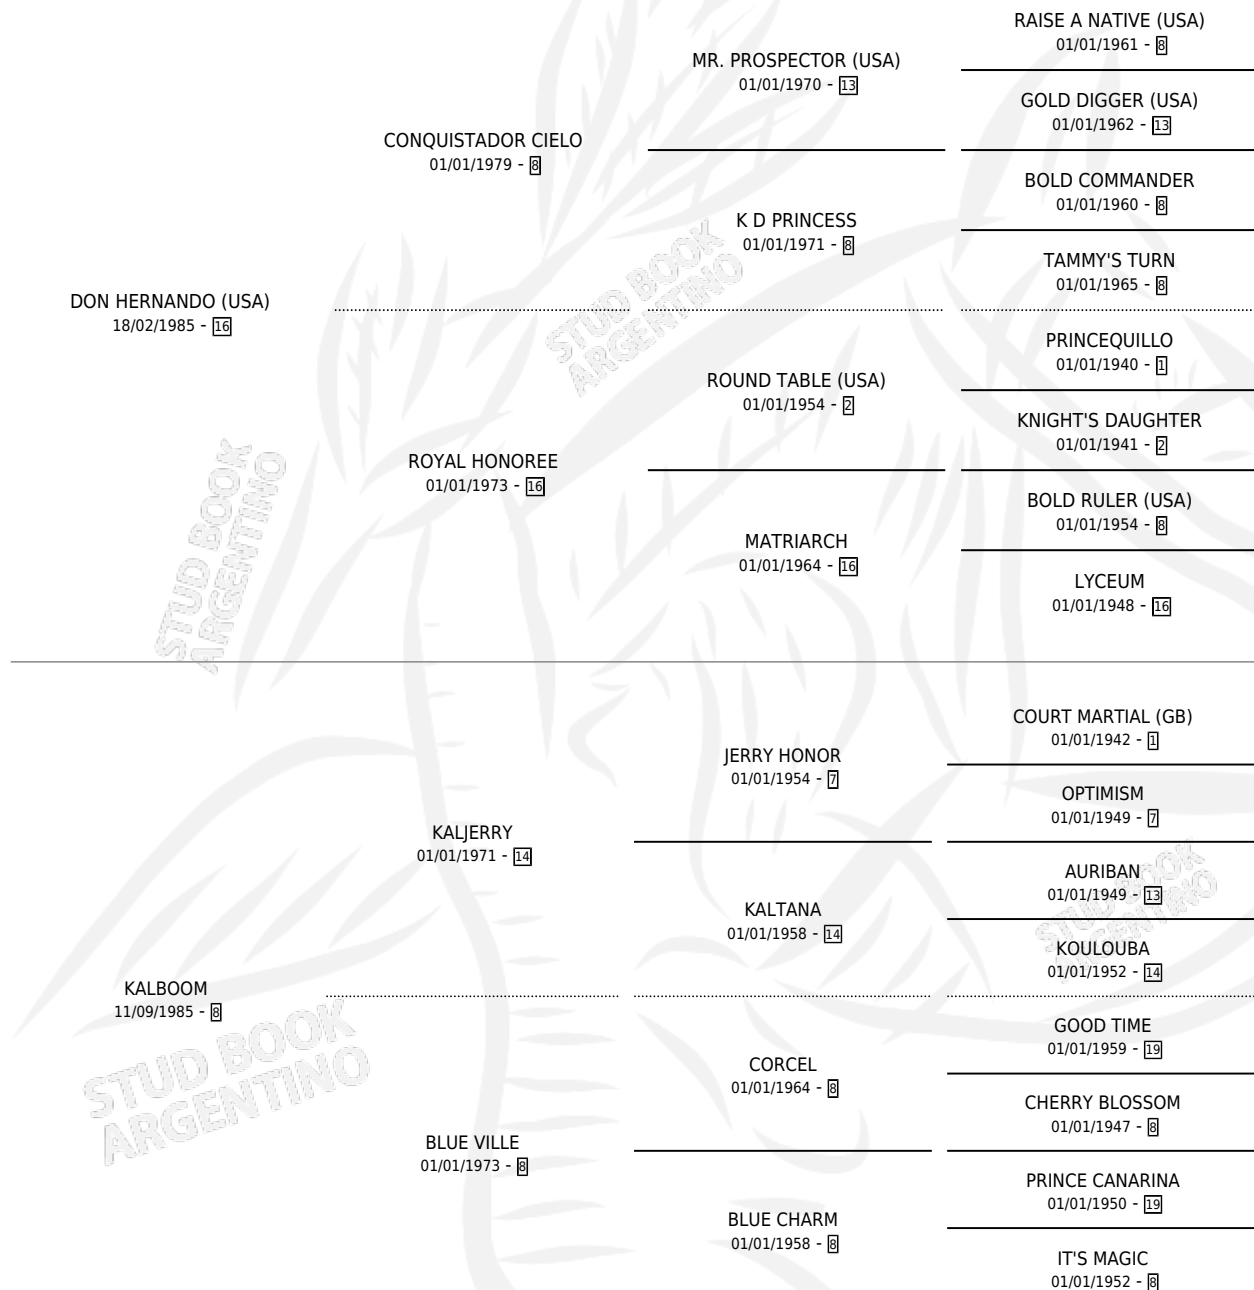 RAISE A NATIVE (USA)
01/01/1961 - 8
MR. PROSPECTOR (USA)
01/01/1970 - 13
GOLD DIGGER (USA)
01/01/1962 - 13
CONQUISTADOR CIELO
01/01/1979 - 8
BOLD COMMANDER
01/01/1960 - 8
K D PRINCESS
01/01/1971 - 8
TAMMY'S TURN
01/01/1965 - 8
DON HERNANDO (USA)
18/02/1985 - 16
PRINCEQUILLO
01/01/1940 - 1
ROUND TABLE (USA)
01/01/1954 - 2
KNIGHT'S DAUGHTER
01/01/1941 - 2
ROYAL HONOREE
01/01/1973 - 16
BOLD RULER (USA)
01/01/1954 - 8
MATRIARCH
01/01/1964 - 16
LYCEUM
01/01/1948 - 16
COURT MARTIAL (GB)
01/01/1942 - 1
JERRY HONOR
01/01/1954 - 7
OPTIMISM
01/01/1949 - 7
KALJERRY
01/01/1971 - 14
AURIBAN
01/01/1949 - 13
KALTANA
01/01/1958 - 14
KOULOUBA
01/01/1952 - 14
KALBOOM
11/09/1985 - 8
GOOD TIME
01/01/1959 - 19
CORCEL
01/01/1964 - 8
CHERRY BLOSSOM
01/01/1947 - 8
BLUE VILLE
01/01/1973 - 8
PRINCE CANARINA
01/01/1950 - 19
BLUE CHARM
01/01/1958 - 8
IT'S MAGIC
01/01/1952 - 8
STUD BOOK
ARGENTINO
STUD BOOK
ARGENTINO
STUD BOOK
ARGENTINO
STUD BOOK
ARGENTINO